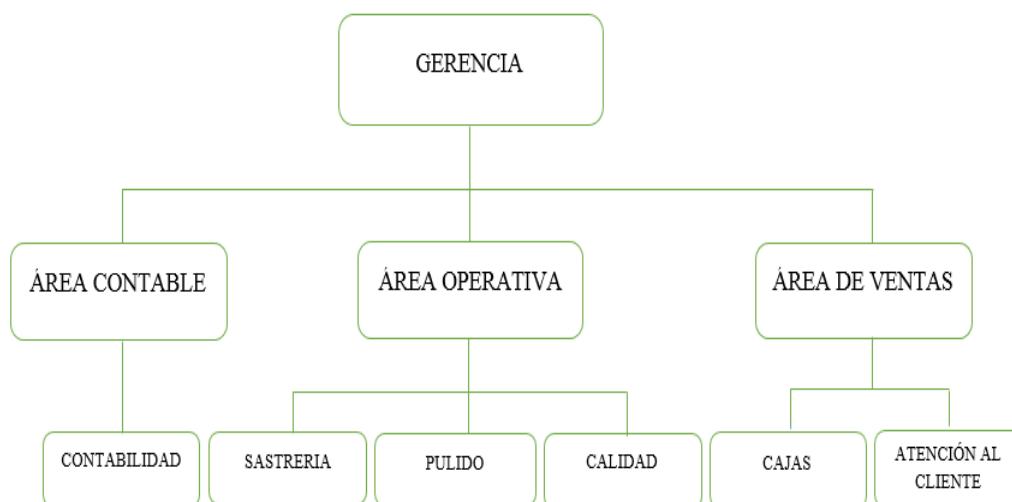 GERENCIA
ÁREA CONTABLE
ÁREA OPERATIVA
ÁREA DE VENTAS
CONTABILIDAD
SASTRERIA
PULIDO
CALIDAD
CAJAS
ATENCIÓN AL
CLIENTE